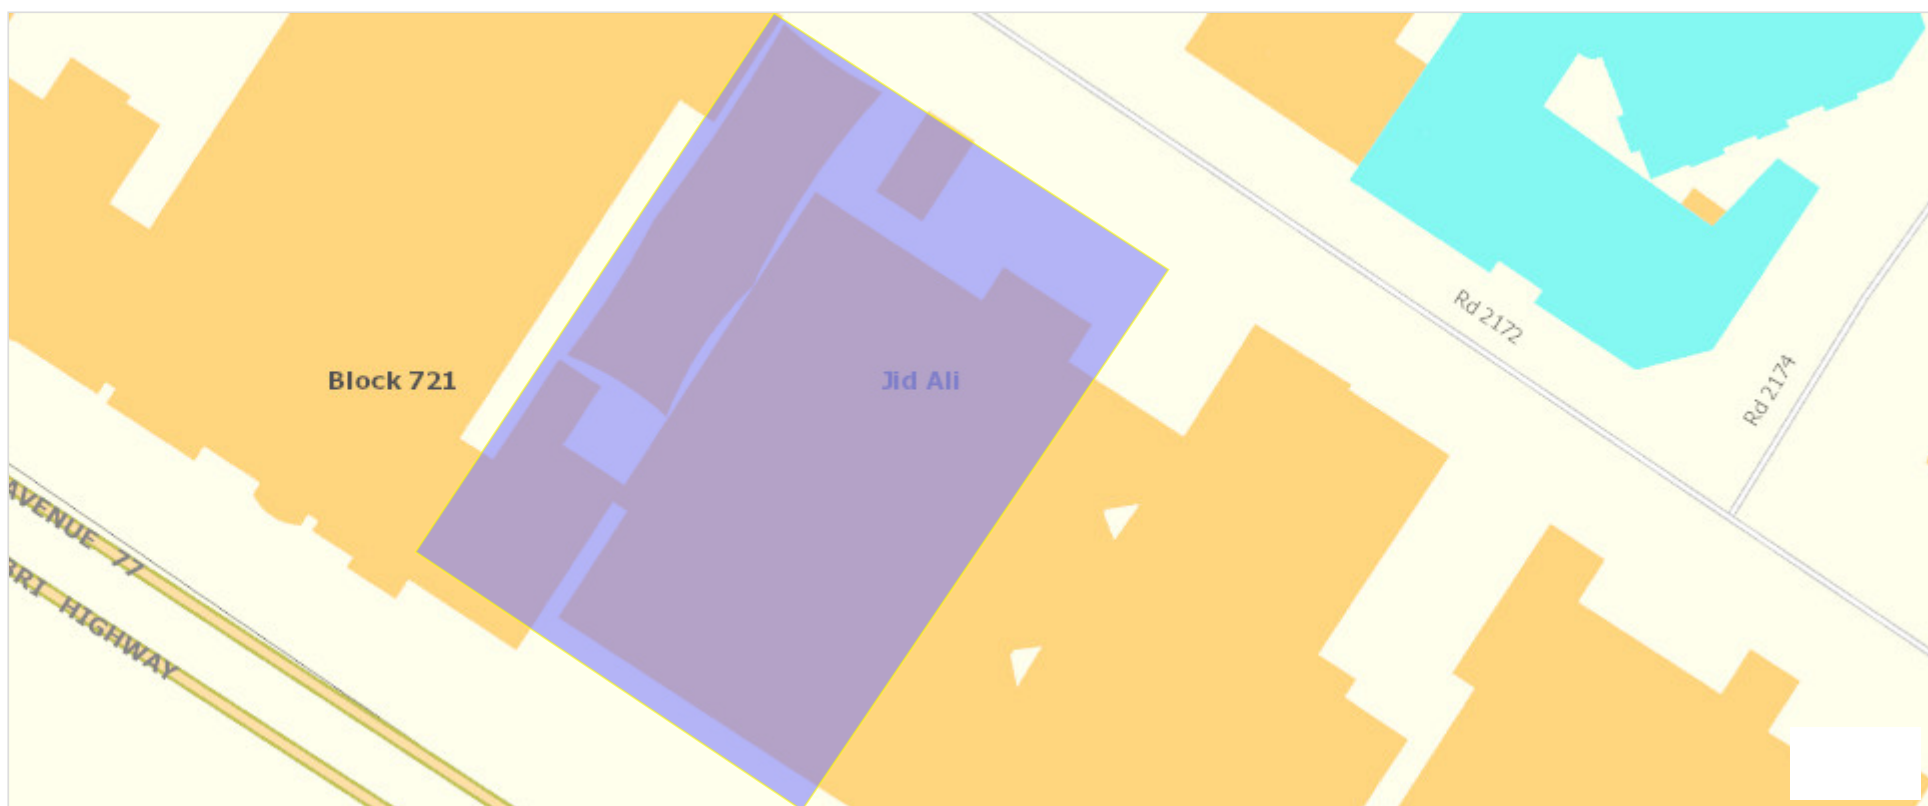 Rd 2172
Block 721
Jid Ali
Rd 2174
AVENUE 77
HIGHWAY